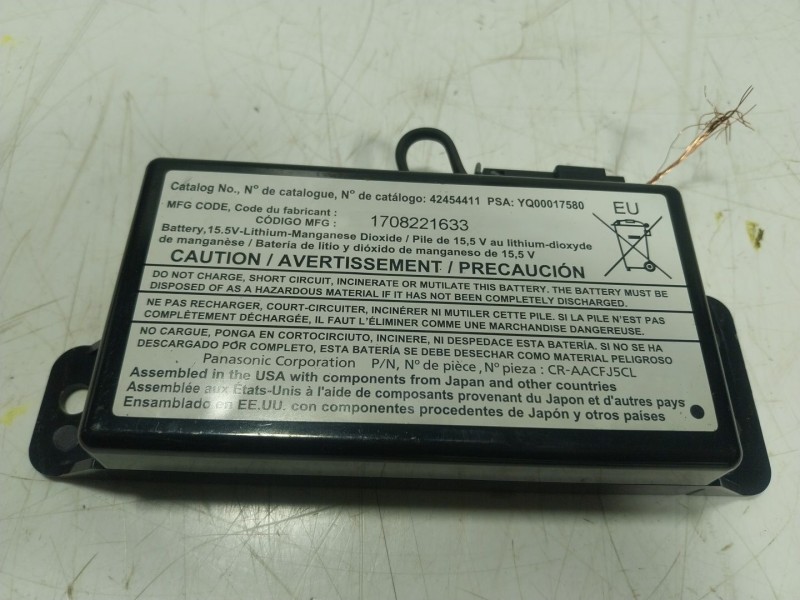 Catalog No., Nº de catalogue, Nº de catálogo: 42454411 PSA: YQ00017580
MFG CODE, Code du fabricant :
CÓDIGO MFG : 1708221633
Battery,15.5V-Lithium-Manganese Dioxide / Pile de 15,5 V au lithium-dioxyde
de manganèse / Batería de litio y dióxido de manganeso de 15,5 V
EU
CAUTION / AVERTISSEMENT / PRECAUCIÓN
DO NOT CHARGE, SHORT CIRCUIT, INCINERATE OR MUTILATE THIS BATTERY. THE BATTERY MUST BE
DISPOSED OF AS A HAZARDOUS MATERIAL IF IT HAS NOT BEEN COMPLETELY DISCHARGED.
NE PAS RECHARGER, COURT-CIRCUITER, INCINÉRER NI MUTILER CETTE PILE. SI LA PILE N'EST PAS
COMPLÈTEMENT DÉCHARGÉE, IL FAUT L'ÉLIMINER COMME UNE MARCHANDISE DANGEREUSE.
NO CARGUE, PONGA EN CORTOCIRCUITO, INCINERE, NI DESPEDACE ESTA BATERÍA. SI NO SE HA
DESCARGADO POR COMPLETO, ESTA BATERÍA SE DEBE DESECHAR COMO MATERIAL PELIGROSO
Panasonic Corporation P/N, Nº de pièce, Nº pieza : CR-AACFJ5CL
Assembled in the USA with components from Japan and other countries
Assemblée aux États-Unis à l'aide de composants provenant du Japon et d'autres pays
Ensamblado en EE.UU. con componentes procedentes de Japón y otros países